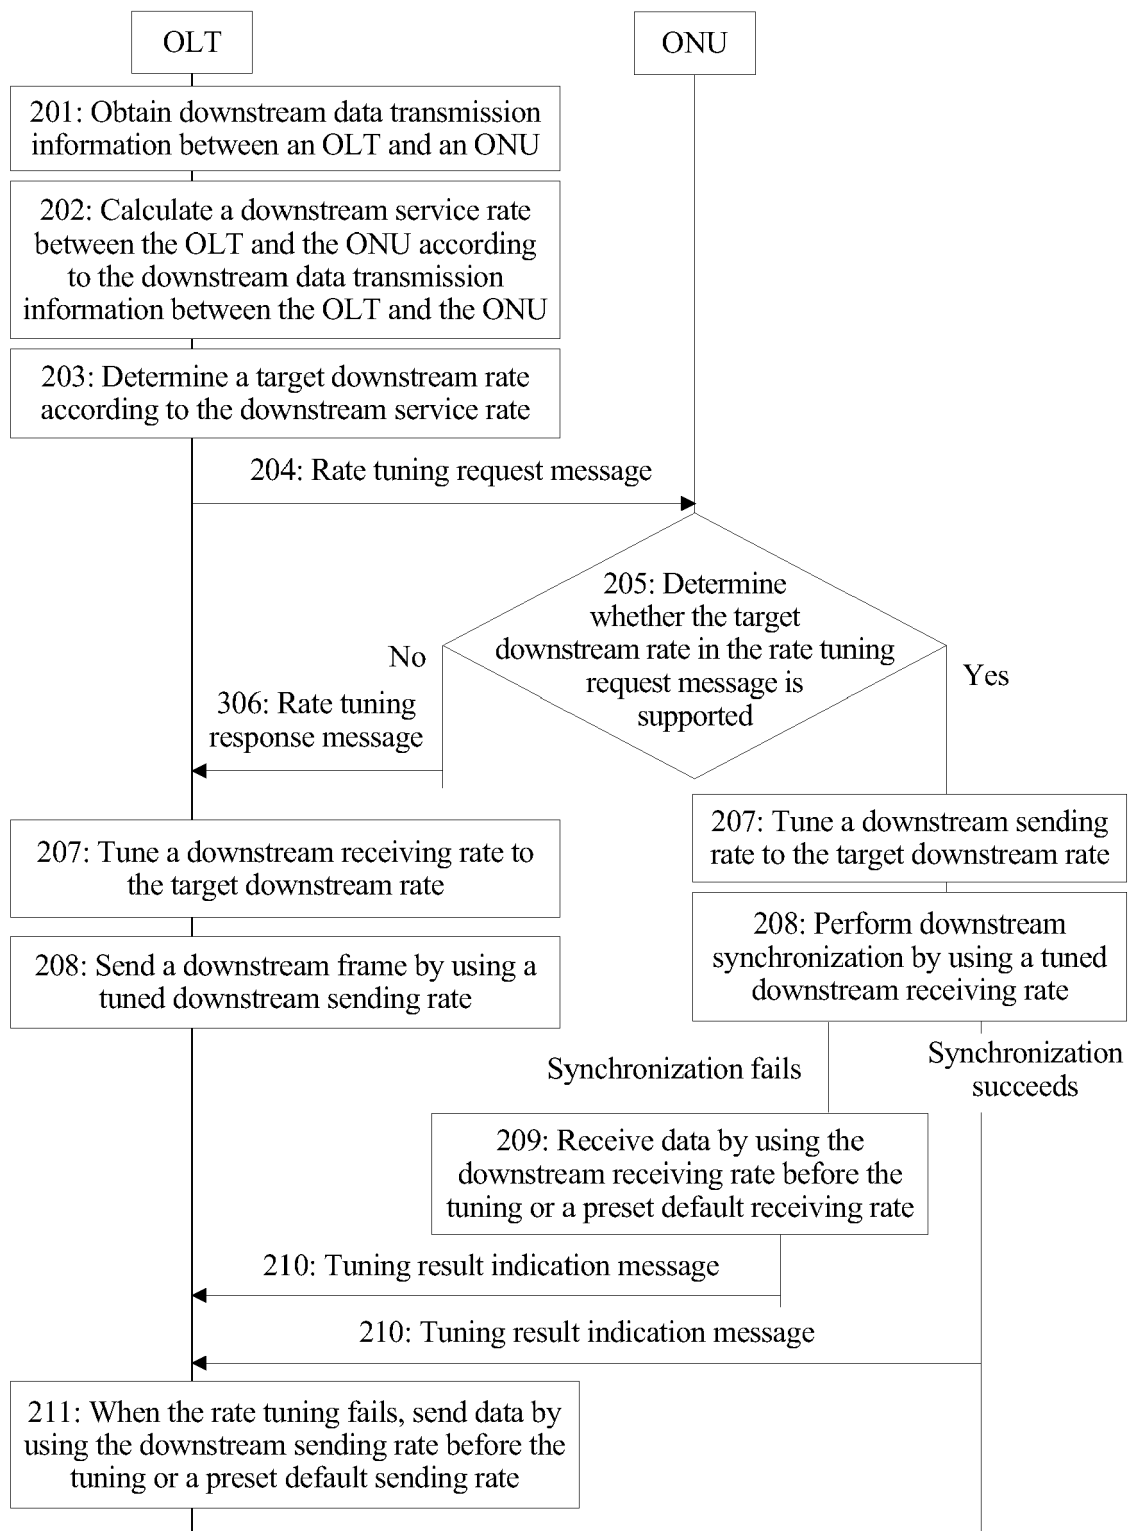 OLT
ONU
201: Obtain downstream data transmission
information between an OLT and an ONU
202: Calculate a downstream service rate
between the OLT and the ONU according
to the downstream data transmission
information between the OLT and the ONU
203: Determine a target downstream rate
according to the downstream service rate
204: Rate tuning request message
205: Determine
whether the target
downstream rate in the rate tuning
request message is
supported
No
Yes
306: Rate tuning
response message
207: Tune a downstream sending
rate to the target downstream rate
207: Tune a downstream receiving rate to
the target downstream rate
208: Perform downstream
synchronization by using a tuned
downstream receiving rate
208: Send a downstream frame by using a
tuned downstream sending rate
Synchronization fails
Synchronization
succeeds
209: Receive data by using the
downstream receiving rate before the
tuning or a preset default receiving rate
210: Tuning result indication message
210: Tuning result indication message
211: When the rate tuning fails, send data by
using the downstream sending rate before the
tuning or a preset default sending rate